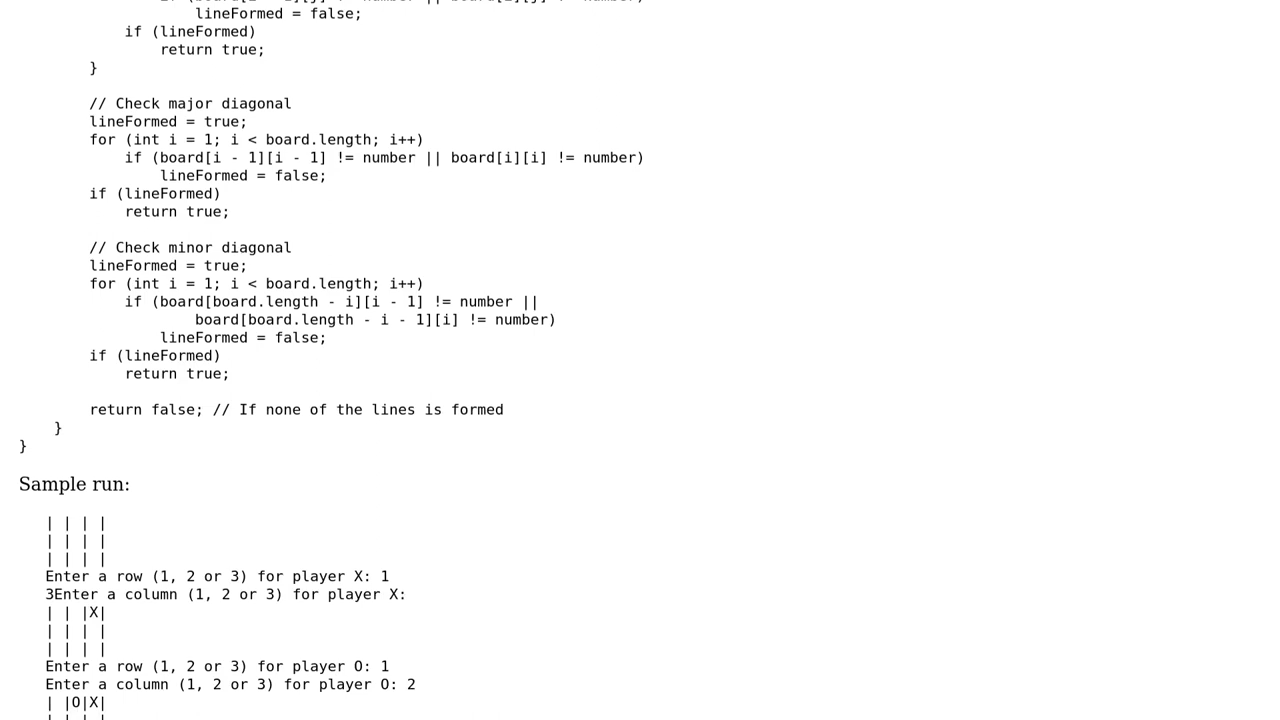 lineFormed = false;
if (lineFormed)
return true;
}
// Check major diagonal
lineFormed = true;
for (int i = 1; i < board.length; i++)
if (board[i - 1][i - 1] != number || board[i][i] != number)
lineFormed = false;
if (lineFormed)
return true;
// Check minor diagonal
lineFormed = true;
for (int i = 1; i < board.length; i++)
if (board[board.length - i][i - 1] != number ||
board[board.length - i - 1][i] != number)
lineFormed = false;
if (lineFormed)
return true;
return false; // If none of the lines is formed
}
}
Sample run:
| | | |
| | | |
| | | |
Enter a row (1, 2 or 3) for player X: 1
3Enter a column (1, 2 or 3) for player X:
| | |X|
| | | |
| | | |
Enter a row (1, 2 or 3) for player O: 1
Enter a column (1, 2 or 3) for player O: 2
| |O|X|